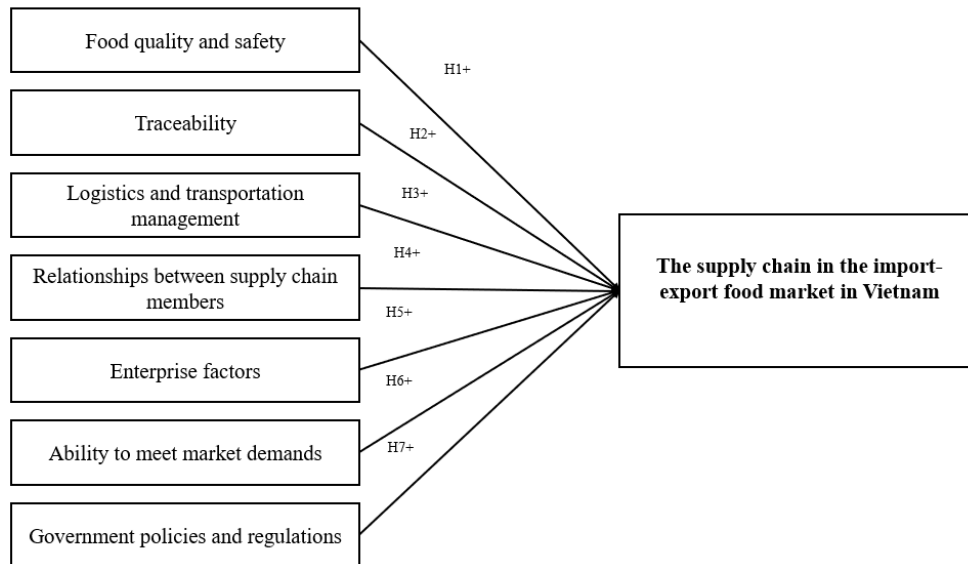 Food quality and safety
H1+
Traceability
H2+
Logistics and transportation
management
H3+
Relationships between supply chain
members
H4+
The supply chain in the import-
export food market in Vietnam
H5+
Enterprise factors
H6+
Ability to meet market demands
H7+
Government policies and regulations